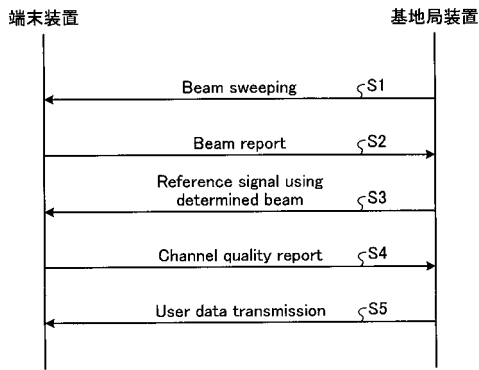 端末装置
基地局装置
Beam sweeping
S1
Beam report
S2
Reference signal using
determined beam
S3
Channel quality report
S4
User data transmission
S5